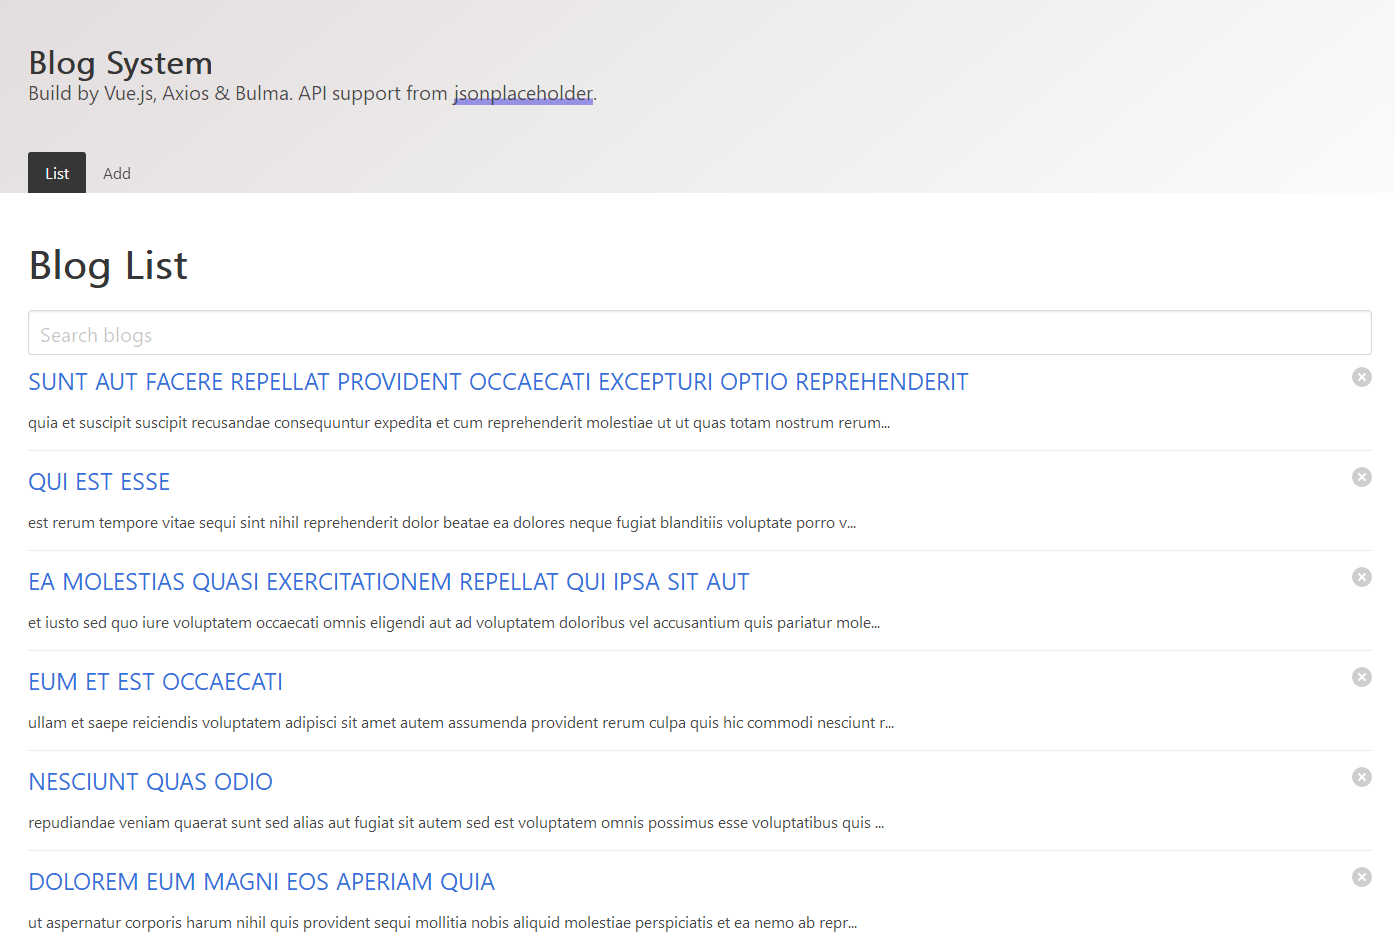 Blog System
Build by Vue.js, Axios & Bulma. API support from jsonplaceholder.
List
Add
Blog List
Search blogs
SUNT AUT FACERE REPELLAT PROVIDENT OCCAECATI EXCEPTURI OPTIO REPREHENDERIT
quia et suscipit suscipit recusandae consequuntur expedita et cum reprehenderit molestiae ut ut quas totam nostrum rerum...
QUI EST ESSE
est rerum tempore vitae sequi sint nihil reprehenderit dolor beatae ea dolores neque fugiat blanditiis voluptate porro v...
EA MOLESTIAS QUASI EXERCITATIONEM REPELLAT QUI IPSA SIT AUT
et iusto sed quo iure voluptatem occaecati omnis eligendi aut ad voluptatem doloribus vel accusantium quis pariatur mole...
EUM ET EST OCCAECATI
ullam et saepe reiciendis voluptatem adipisci sit amet autem assumenda provident rerum culpa quis hic commodi nesciunt r...
NESCIUNT QUAS ODIO
repudiandae veniam quaerat sunt sed alias aut fugiat sit autem sed est voluptatem omnis possimus esse voluptatibus quis ...
DOLOREM EUM MAGNI EOS APERIAM QUIA
ut aspernatur corporis harum nihil quis provident sequi mollitia nobis aliquid molestiae perspiciatis et ea nemo ab repr...